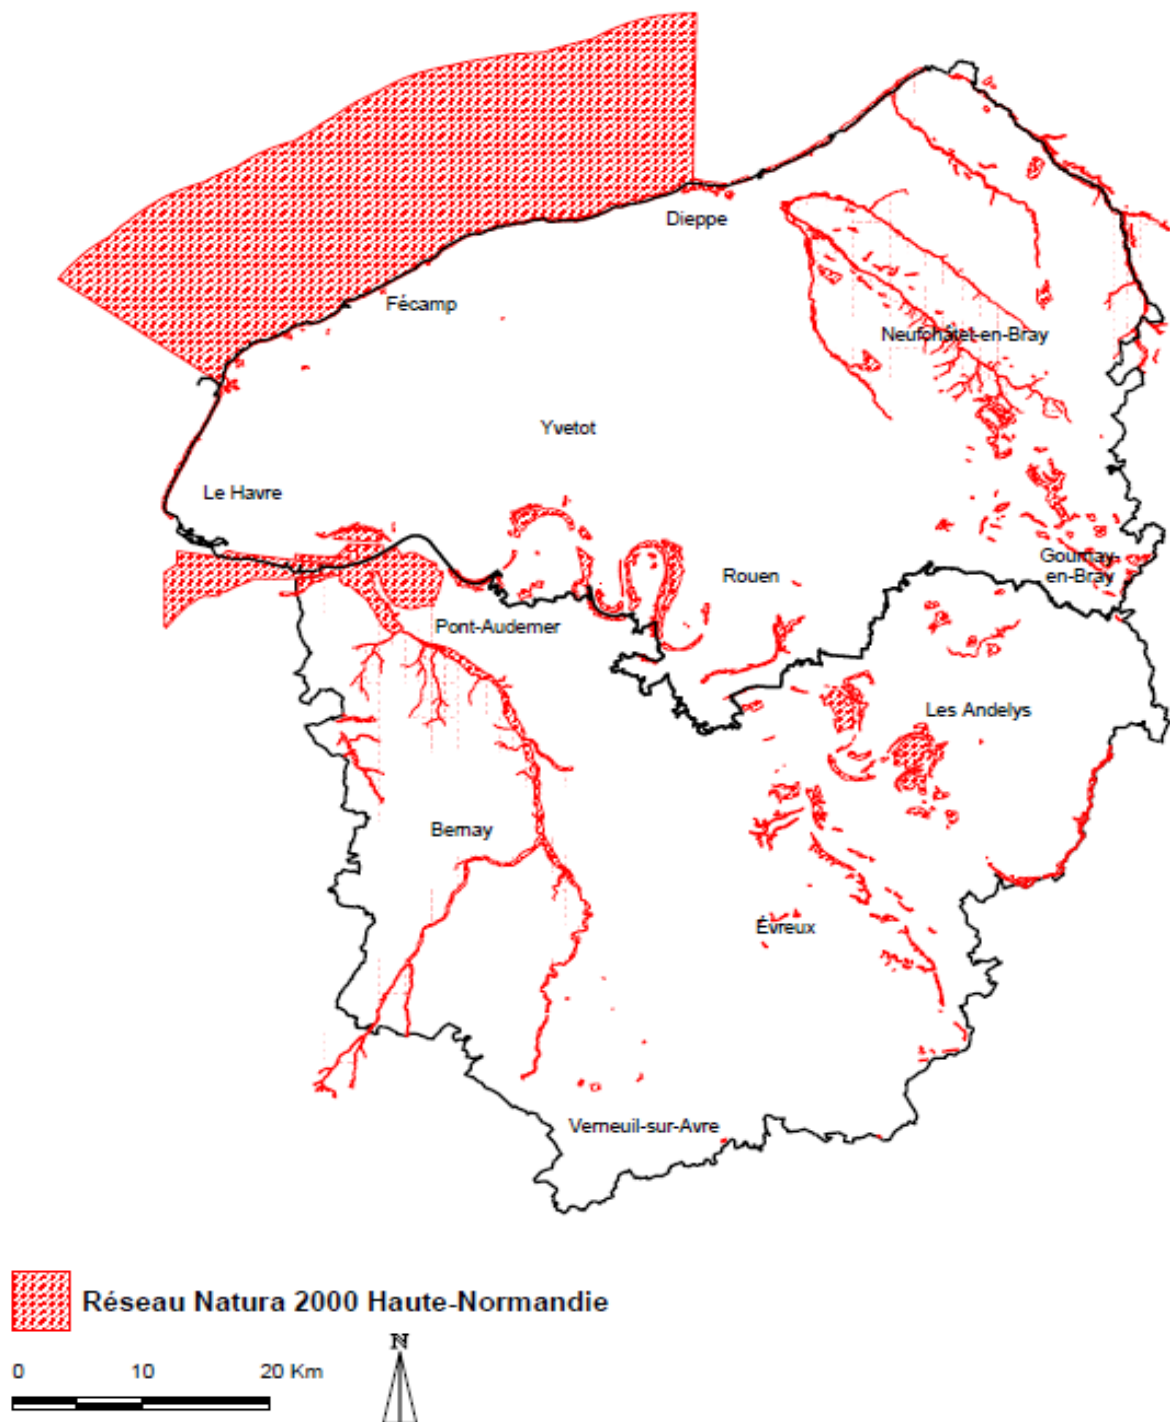 Dieppe
Fécamp
Neufchâtet-en-Bray
Yvetot
Le Havre
Gournay-
en-Bray
Rouen
Pont-Audemer
Les Andelys
Bernay
Évreux
Verneuil-sur-Avre
Réseau Natura 2000 Haute-Normandie
N
0 10 20 Km